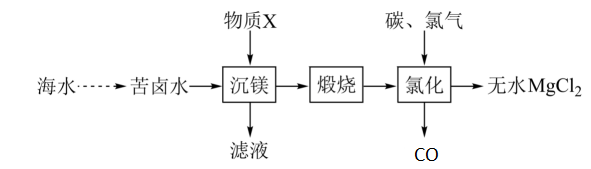 物质X 碳、氯气
海水 苦卤水 沉镁 煅烧 氯化 无水MgCl₂
滤液 CO